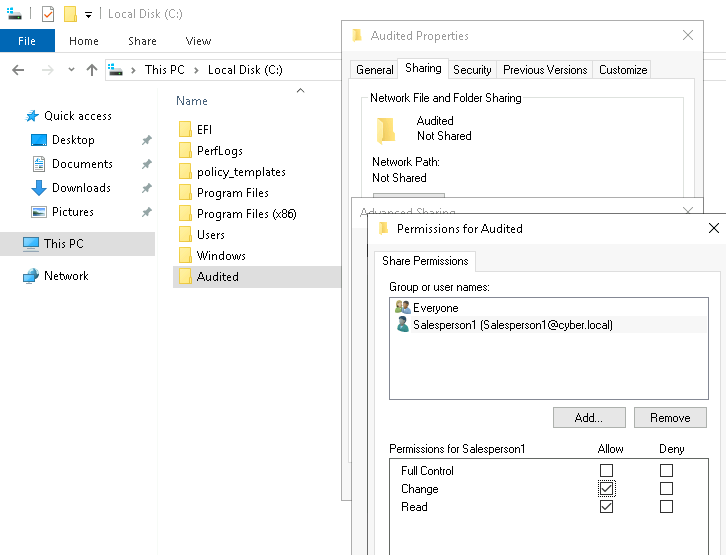 Local Disk (C:)
File Home Share View
This PC Local Disk (C:)
Quick access
Desktop
Documents
Downloads
Pictures
This PC
Network
Name
EFI
PerfLogs
policy_templates
Program Files
Program Files (x86)
Users
Windows
Audited
Audited Properties
General Sharing Security Previous Versions Customize
Network File and Folder Sharing
Audited
Not Shared
Network Path:
Not Shared
Advanced Sharing
Permissions for Audited
Share Permissions
Group or user names:
Everyone
Salesperson1 (Salesperson1@cyber.local)
Add... Remove
Permissions for Salesperson1 Allow Deny
Full Control
Change
Read